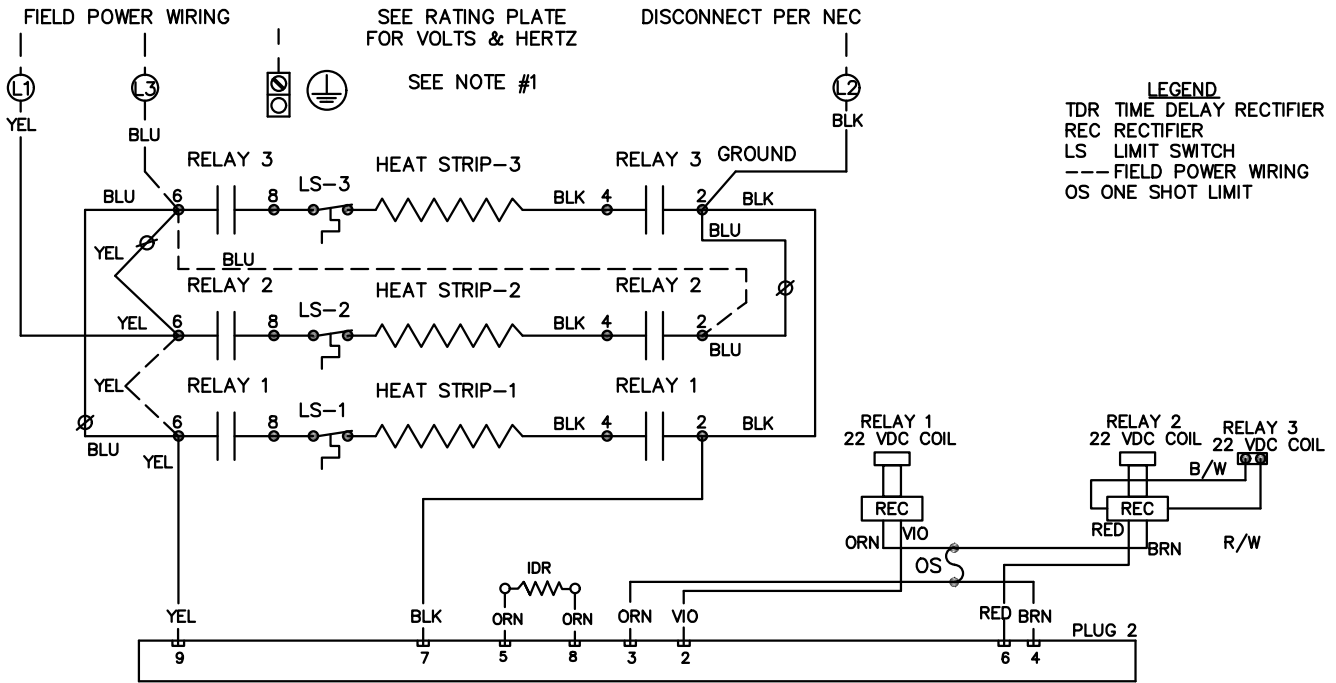 FIELD POWER WIRING
SEE RATING PLATE
FOR VOLTS & HERTZ
SEE NOTE #1
DISCONNECT PER NEC
L1
L3
L2
YEL
BLU
BLK
LEGEND
TDR TIME DELAY RECTIFIER
REC RECTIFIER
LS LIMIT SWITCH
--- FIELD POWER WIRING
OS ONE SHOT LIMIT
RELAY 3
HEAT STRIP-3
RELAY 3
GROUND
BLU
6
8
LS-3
BLK
4
2
BLK
BLU
YEL
BLU
RELAY 2
HEAT STRIP-2
RELAY 2
YEL
6
8
LS-2
BLK
4
2
BLU
YEL
RELAY 1
HEAT STRIP-1
RELAY 1
6
8
LS-1
BLK
4
2
BLK
BLU
YEL
RELAY 1
22 VDC COIL
RELAY 2
22 VDC COIL
RELAY 3
22 VDC COIL
B/W
REC
REC
ORN
VIO
RED
BRN
R/W
OS
IDR
YEL
BLK
ORN
ORN
ORN
VIO
RED
BRN
PLUG 2
9
7
5
8
3
2
6
4